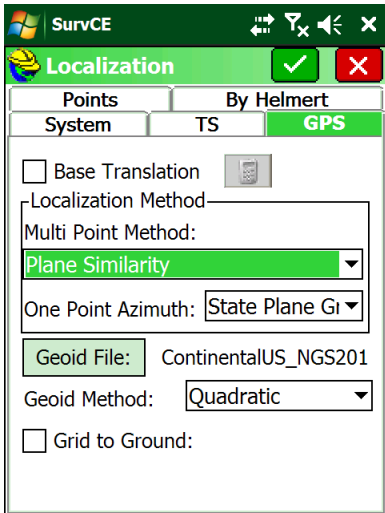 SurvCE
Localization
Points By Helmert
System TS GPS
Base Translation
Localization Method
Multi Point Method:
Plane Similarity
One Point Azimuth: State Plane Gr
Geoid File: ContinentalUS_NGS201
Geoid Method: Quadratic
Grid to Ground: